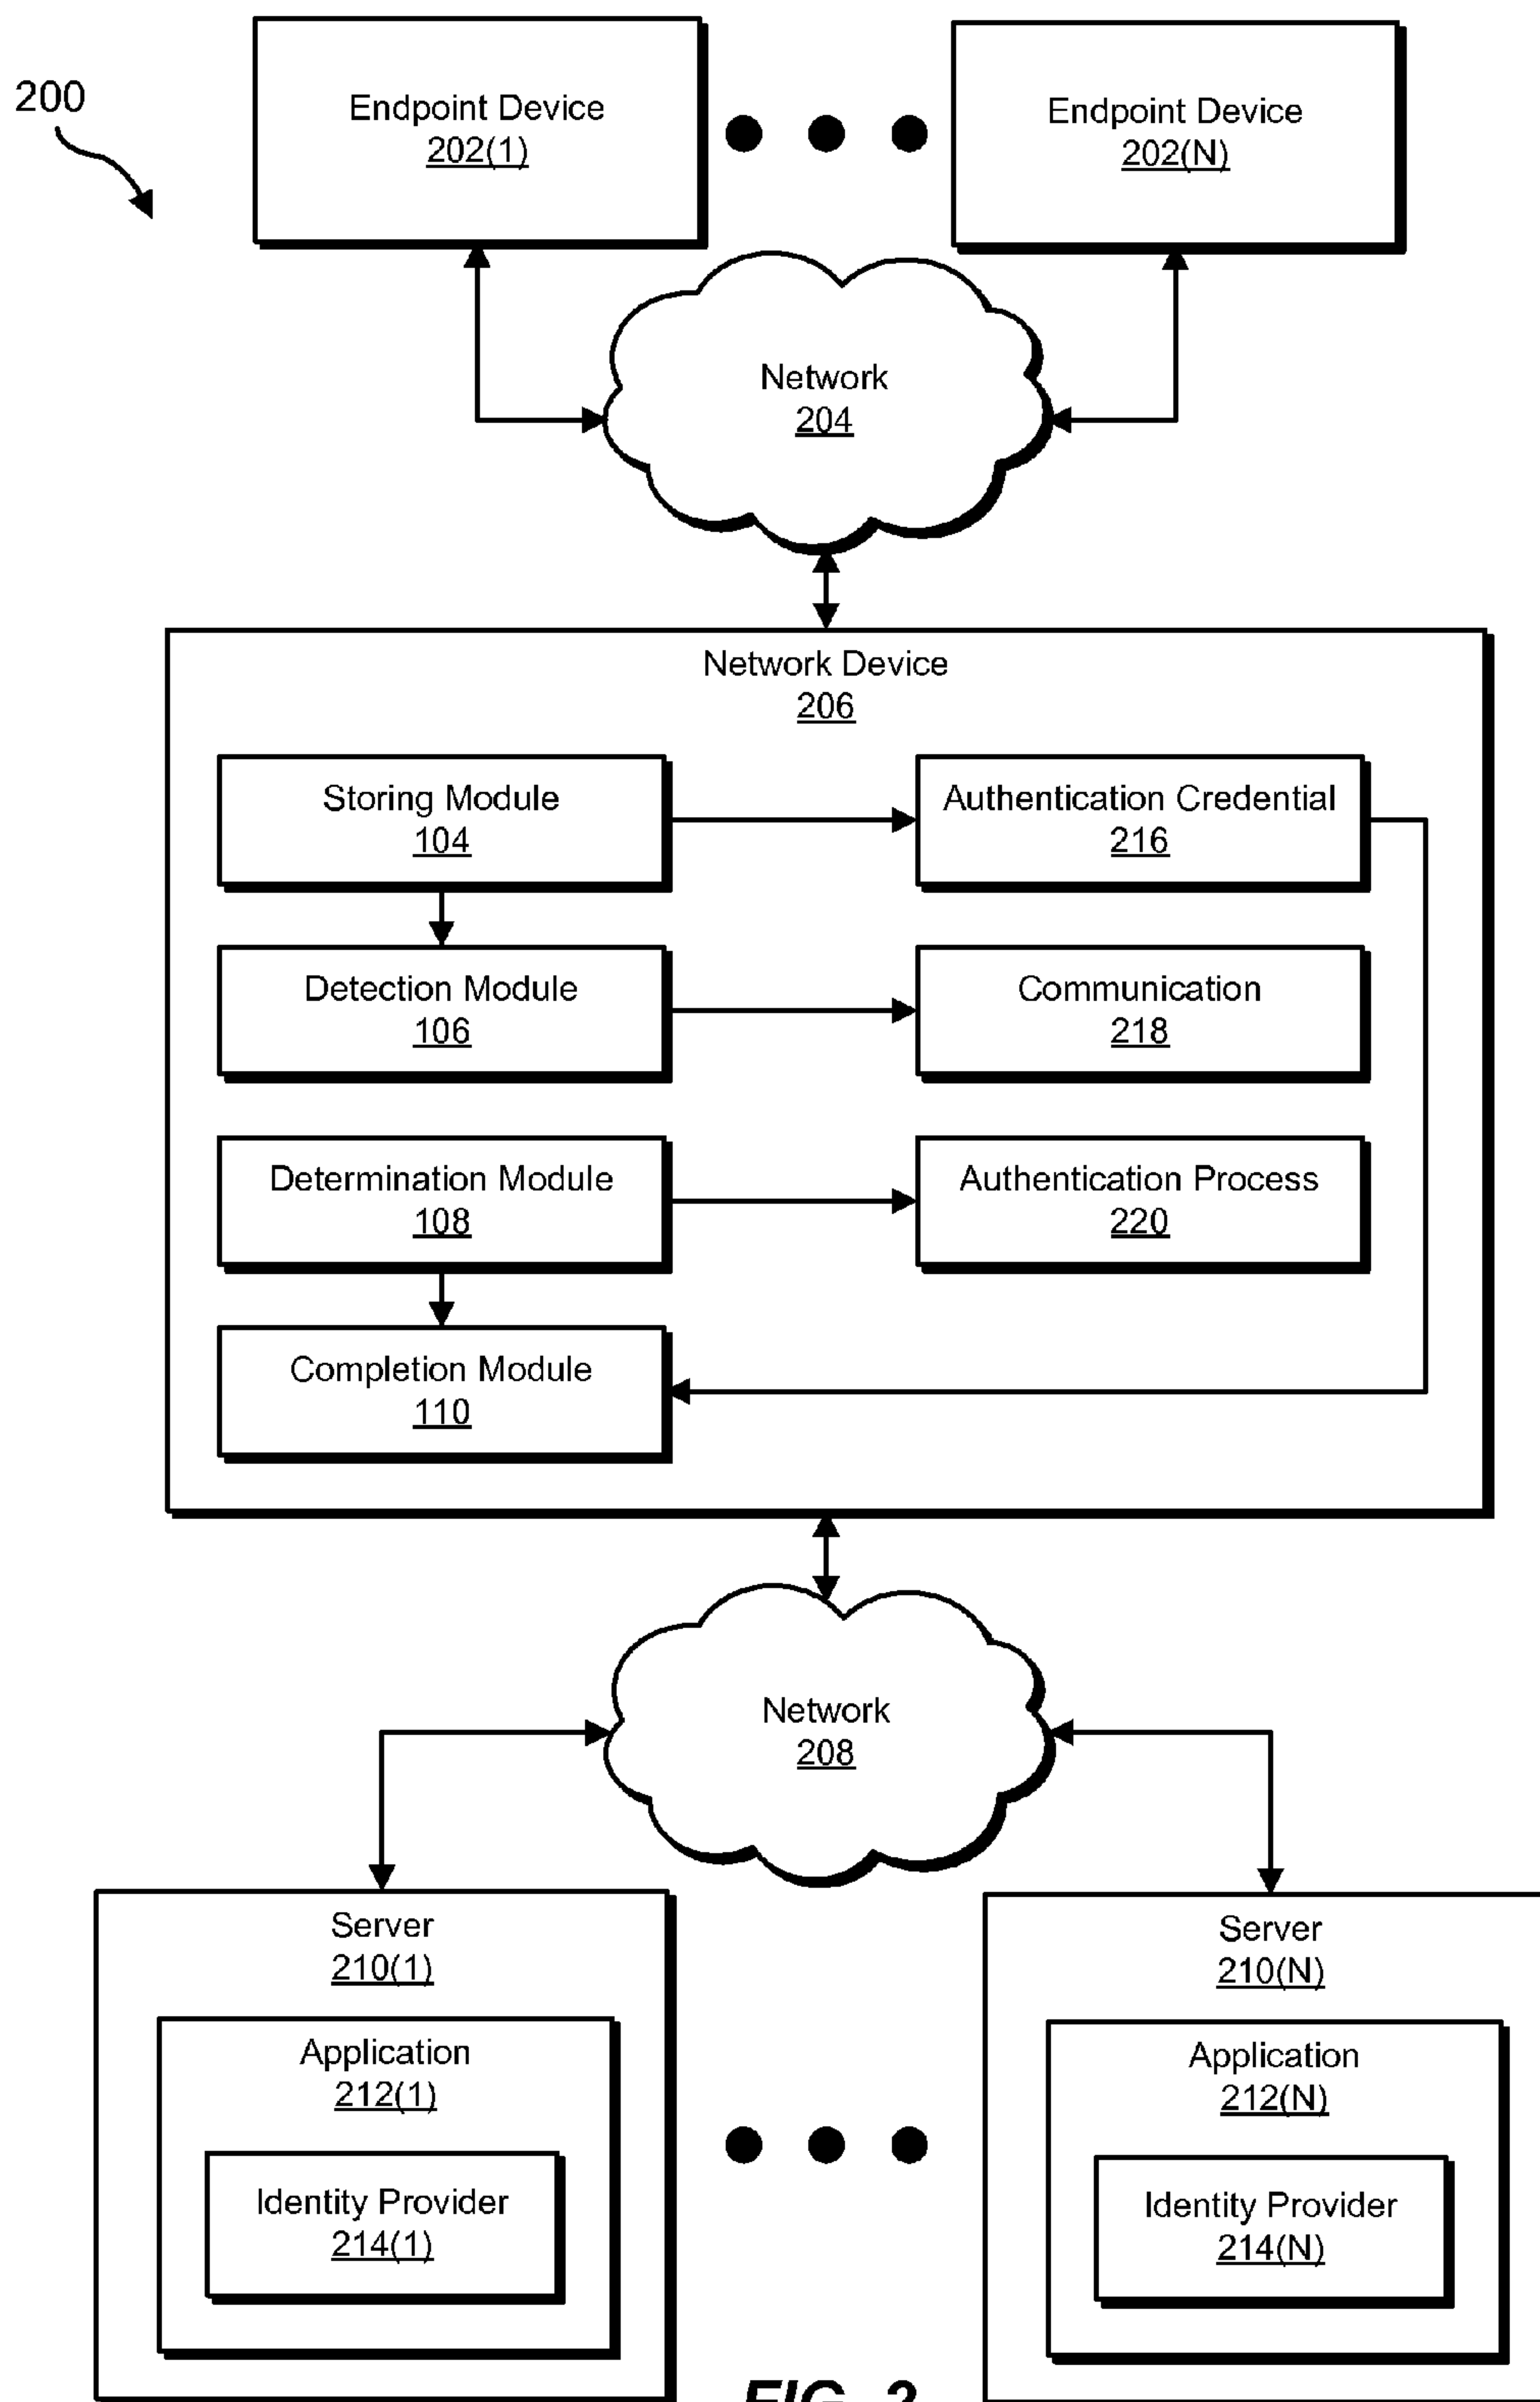 200
Endpoint Device
202(1)
Endpoint Device
202(N)
Network
204
Network Device
206
Storing Module
104
Authentication Credential
216
Detection Module
106
Communication
218
Determination Module
108
Authentication Process
220
Completion Module
110
Network
208
Server
210(1)
Application
212(1)
Identity Provider
214(1)
Server
210(N)
Application
212(N)
Identity Provider
214(N)
FIG. 2